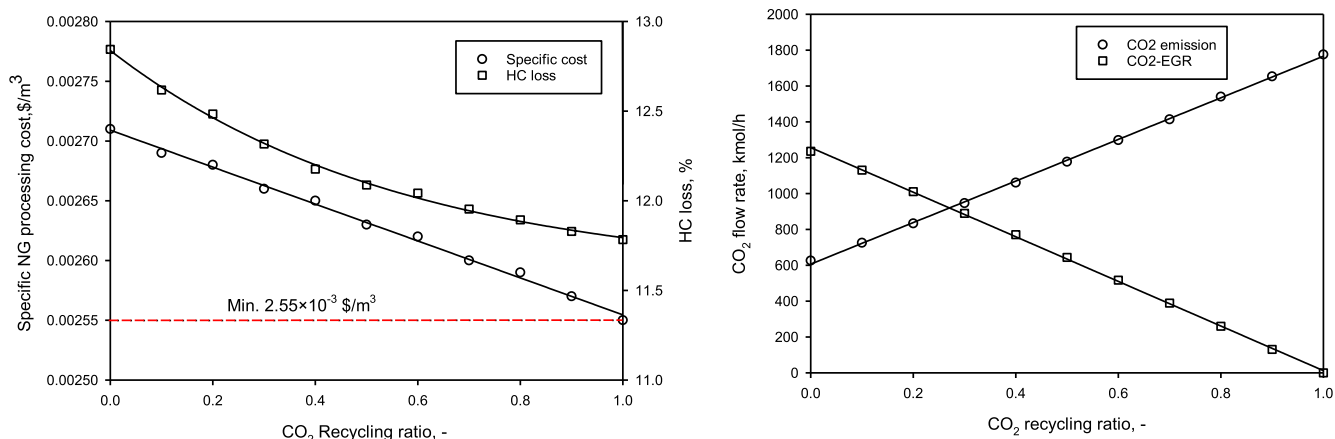 Specific NG processing cost,$/m³
0.00280
0.00275
0.00270
0.00265
0.00260
0.00255
0.00250
Specific cost
HC loss
Min. 2.55×10⁻³ $/m³
13.0
12.5
12.0
11.5
11.0
HC loss, %
0.0 0.2 0.4 0.6 0.8 1.0
CO₂ Recycling ratio, -
CO₂ flow rate, kmol/h
2000
1800
1600
1400
1200
1000
800
600
400
200
0
CO2 emission
CO2-EGR
0.0 0.2 0.4 0.6 0.8 1.0
CO₂ recycling ratio, -